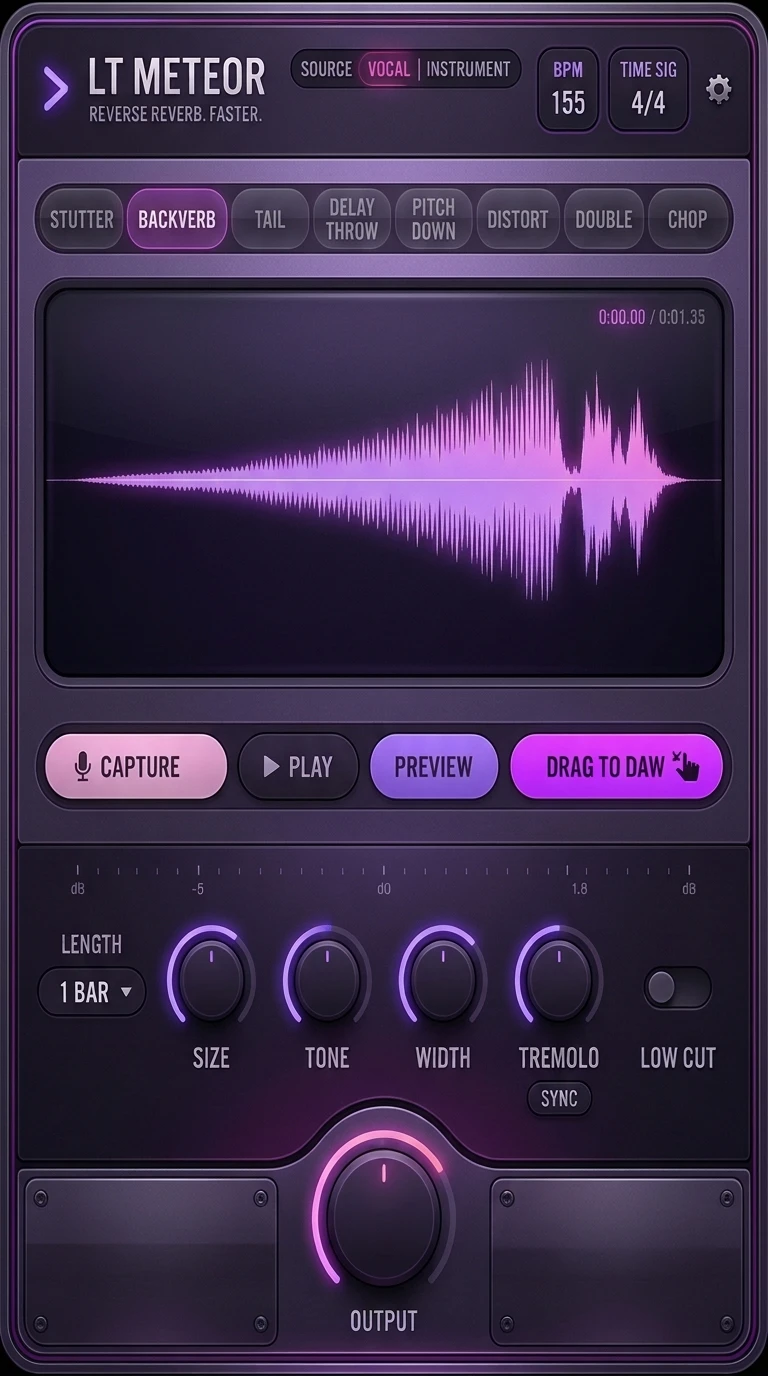 LT METEOR
REVERSE REVERB. FASTER.
SOURCE VOCAL | INSTRUMENT
BPM
155
TIME SIG
4/4
STUTTER
BACKVERB
TAIL
DELAY
THROW
PITCH
DOWN
DISTORT
DOUBLE
CHOP
0:00.00 / 0:01.35
CAPTURE
PLAY
PREVIEW
DRAG TO DAW
dB -5 d0 1.8 dB
LENGTH
1 BAR
SIZE
TONE
WIDTH
TREMOLO
SYNC
LOW CUT
OUTPUT